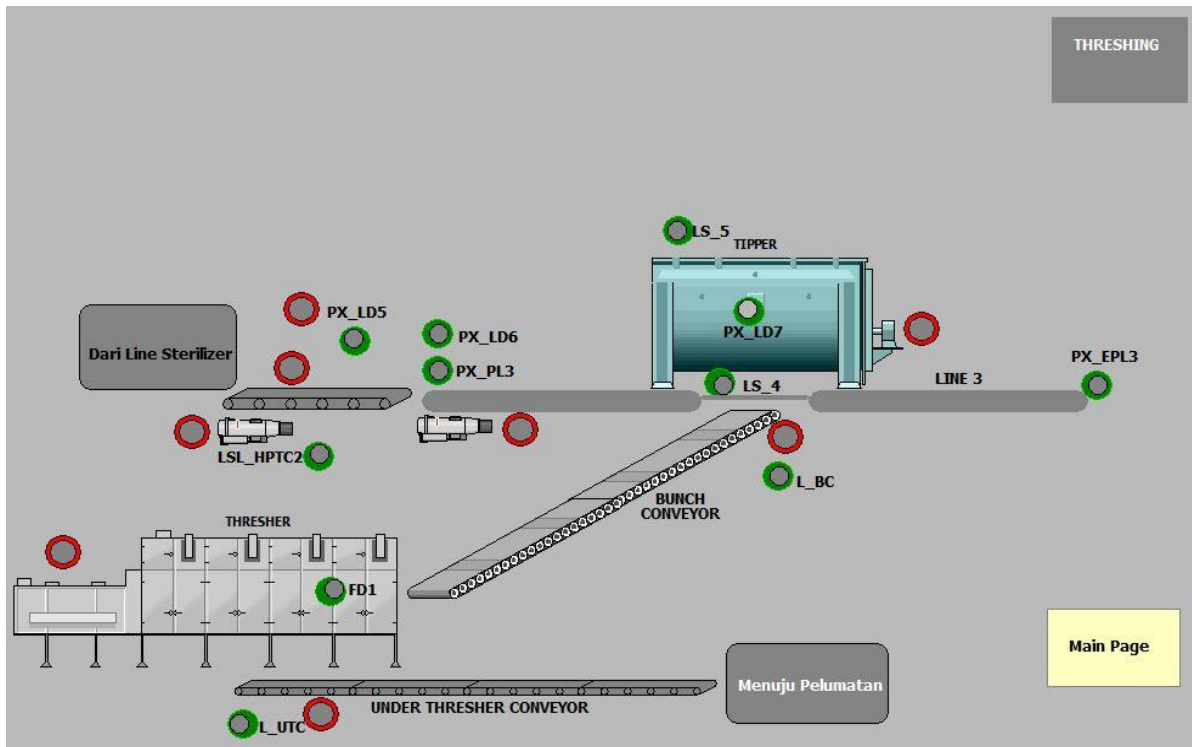 THRESHING
LS_5
TIPPER
PX_LD5
PX_LD7
PX_LD6
Dari Line Sterilizer
PX_PL3
PX_EPL3
LS_4
LINE 3
LSL_HPTC2
L_BC
BUNCH
CONVEYOR
THRESHER
FD1
Main Page
Menuju Pelumatan
UNDER THRESHER CONVEYOR
L_UTC